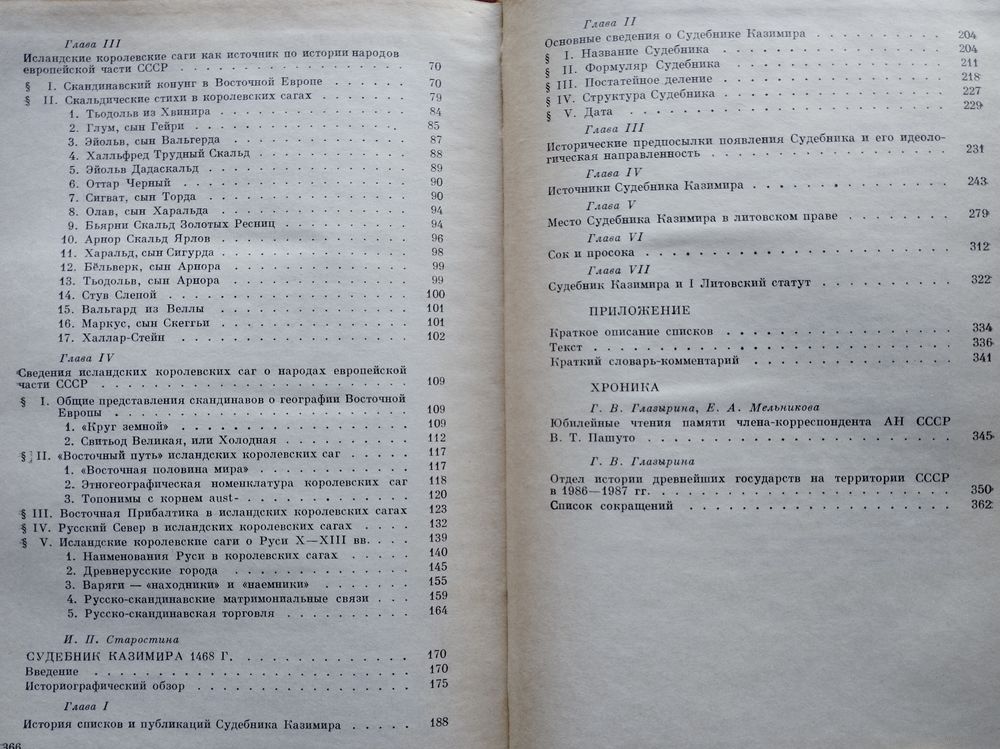 Глава III
Исландские королевские саги как источник по истории народов
европейской части СССР . . . . . . . . . . . . . . . . . 70
§ I. Скандинавский конунг в Восточной Европе . . . . . . 70
§ II. Скальдические стихи в королевских сагах . . . . . . . 79
1. Тьодольв из Хвинира . . . . . . . . . . . . . . 84
2. Глум, сын Гейри . . . . . . . . . . . . . . . 85
3. Эйольв, сын Вальгерда . . . . . . . . . . . . . 87
4. Халльфред Трудный Скальд . . . . . . . . . . . 88
5. Эйольв Дадаскальд . . . . . . . . . . . . . . 89
6. Оттар Черный . . . . . . . . . . . . . . . . 90
7. Сигват, сын Торда . . . . . . . . . . . . . . 90
8. Олав, сын Харальда . . . . . . . . . . . . . . 94
9. Бьярни Скальд Золотых Ресниц . . . . . . . . . 94
10. Арнор Скальд Ярлов . . . . . . . . . . . . . 96
11. Харальд, сын Сигурда . . . . . . . . . . . . . 98
12. Бёльверк, сын Арнора . . . . . . . . . . . . . 99
13. Тьодольв, сын Арнора . . . . . . . . . . . . . 99
14. Стув Слепой . . . . . . . . . . . . . . . . . 100
15. Вальгард из Веллы . . . . . . . . . . . . . . 101
16. Маркус, сын Скеггьи . . . . . . . . . . . . . 101
17. Халлар-Стейн . . . . . . . . . . . . . . . . 102
Глава IV
Сведения исландских королевских саг о народах европейской
части СССР . . . . . . . . . . . . . . . . . . . . . 109
§ I. Общие представления скандинавов о географии Восточной
Европы . . . . . . . . . . . . . . . . . . . . 109
1. «Круг земной» . . . . . . . . . . . . . . . . 109
2. Свитьод Великая, или Холодная . . . . . . . . . 112
§ II. «Восточный путь» исландских королевских саг . . . . . 117
1. «Восточная половина мира» . . . . . . . . . . . 117
2. Этногеографическая номенклатура королевских саг 118
3. Топонимы с корнем aust- . . . . . . . . . . . . 120
§ III. Восточная Прибалтика в исландских королевских сагах 123
§ IV. Русский Север в исландских королевских сагах . . . . 132
§ V. Исландские королевские саги о Руси X—XIII вв. . . . 139
1. Наименования Руси в королевских сагах . . . . . 140
2. Древнерусские города . . . . . . . . . . . . . 145
3. Варяги — «находники» и «наемники» . . . . . . . 155
4. Русско-скандинавские матримониальные связи . . . 159
5. Русско-скандинавская торговля . . . . . . . . . 164
И. П. Старостина
СУДЕБНИК КАЗИМИРА 1468 Г. . . . . . . . . . . . . . 170
Введение . . . . . . . . . . . . . . . . . . . . . . 170
Историографический обзор . . . . . . . . . . . . . . . 175
Глава I
История списков и публикаций Судебника Казимира . . . . . 188
366
Глава II
Основные сведения о Судебнике Казимира . . . . . . . . . 204
§ I. Название Судебника . . . . . . . . . . . . . . . 204
§ II. Формуляр Судебника . . . . . . . . . . . . . . 211
§ III. Постатейное деление . . . . . . . . . . . . . . 218
§ IV. Структура Судебника . . . . . . . . . . . . . . 227
§ V. Дата . . . . . . . . . . . . . . . . . . . . . 229
Глава III
Исторические предпосылки появления Судебника и его идеоло-
гическая направленность . . . . . . . . . . . . . . . 231
Глава IV
Источники Судебника Казимира . . . . . . . . . . . . . 243
Глава V
Место Судебника Казимира в литовском праве . . . . . . . 279
Глава VI
Сок и просока . . . . . . . . . . . . . . . . . . . . 312
Глава VII
Судебник Казимира и I Литовский статут . . . . . . . . . 322
ПРИЛОЖЕНИЕ
Краткое описание списков . . . . . . . . . . . . . . . 334
Текст . . . . . . . . . . . . . . . . . . . . . . . . 336
Краткий словарь-комментарий . . . . . . . . . . . . . . 341
ХРОНИКА
Г. В. Глазырина, Е. А. Мельникова
Юбилейные чтения памяти члена-корреспондента АН СССР
В. Т. Пашуто . . . . . . . . . . . . . . . . . . . . 345
Г. В. Глазырина
Отдел истории древнейших государств на территории СССР
в 1986—1987 гг. . . . . . . . . . . . . . . . . . . . 350
Список сокращений . . . . . . . . . . . . . . . . . . 362